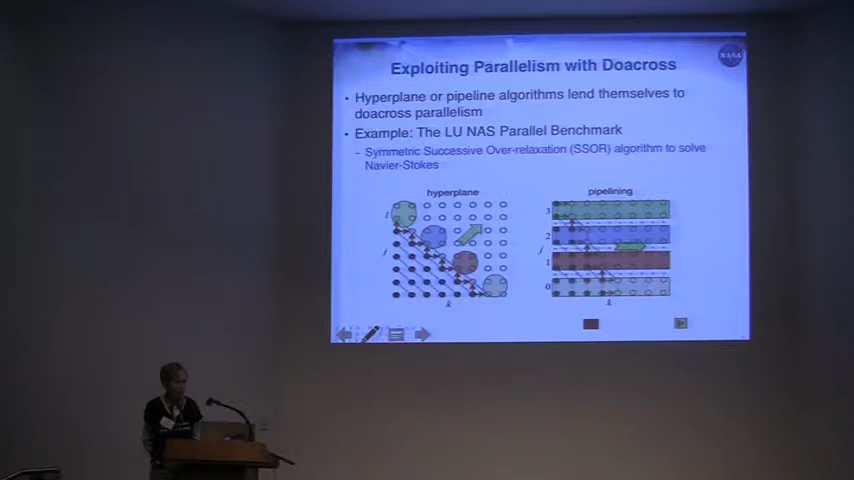 Exploiting Parallelism with Doacross
NASA
• Hyperplane or pipeline algorithms lend themselves to
doacross parallelism
• Example: The LU NAS Parallel Benchmark
– Symmetric Successive Over-relaxation (SSOR) algorithm to solve
Navier-Stokes
hyperplane
pipelining
3
2
j
j
1
0
k
k